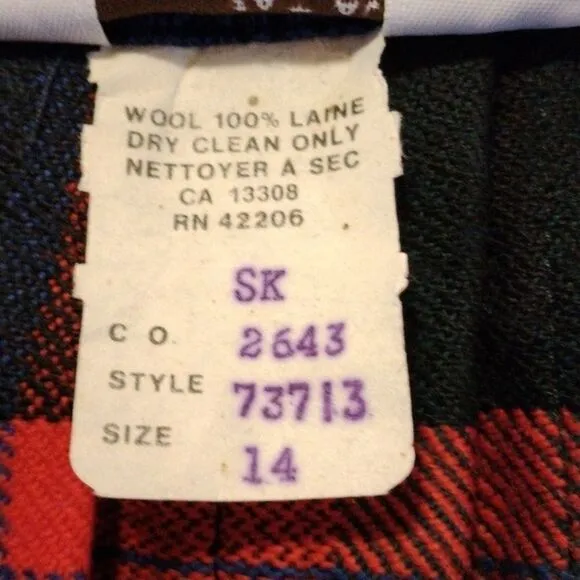 WOOL 100% LAINE
DRY CLEAN ONLY
NETTOYER A SEC
CA 13308
RN 42206
SK
C O. 2643
STYLE 73713
SIZE 14